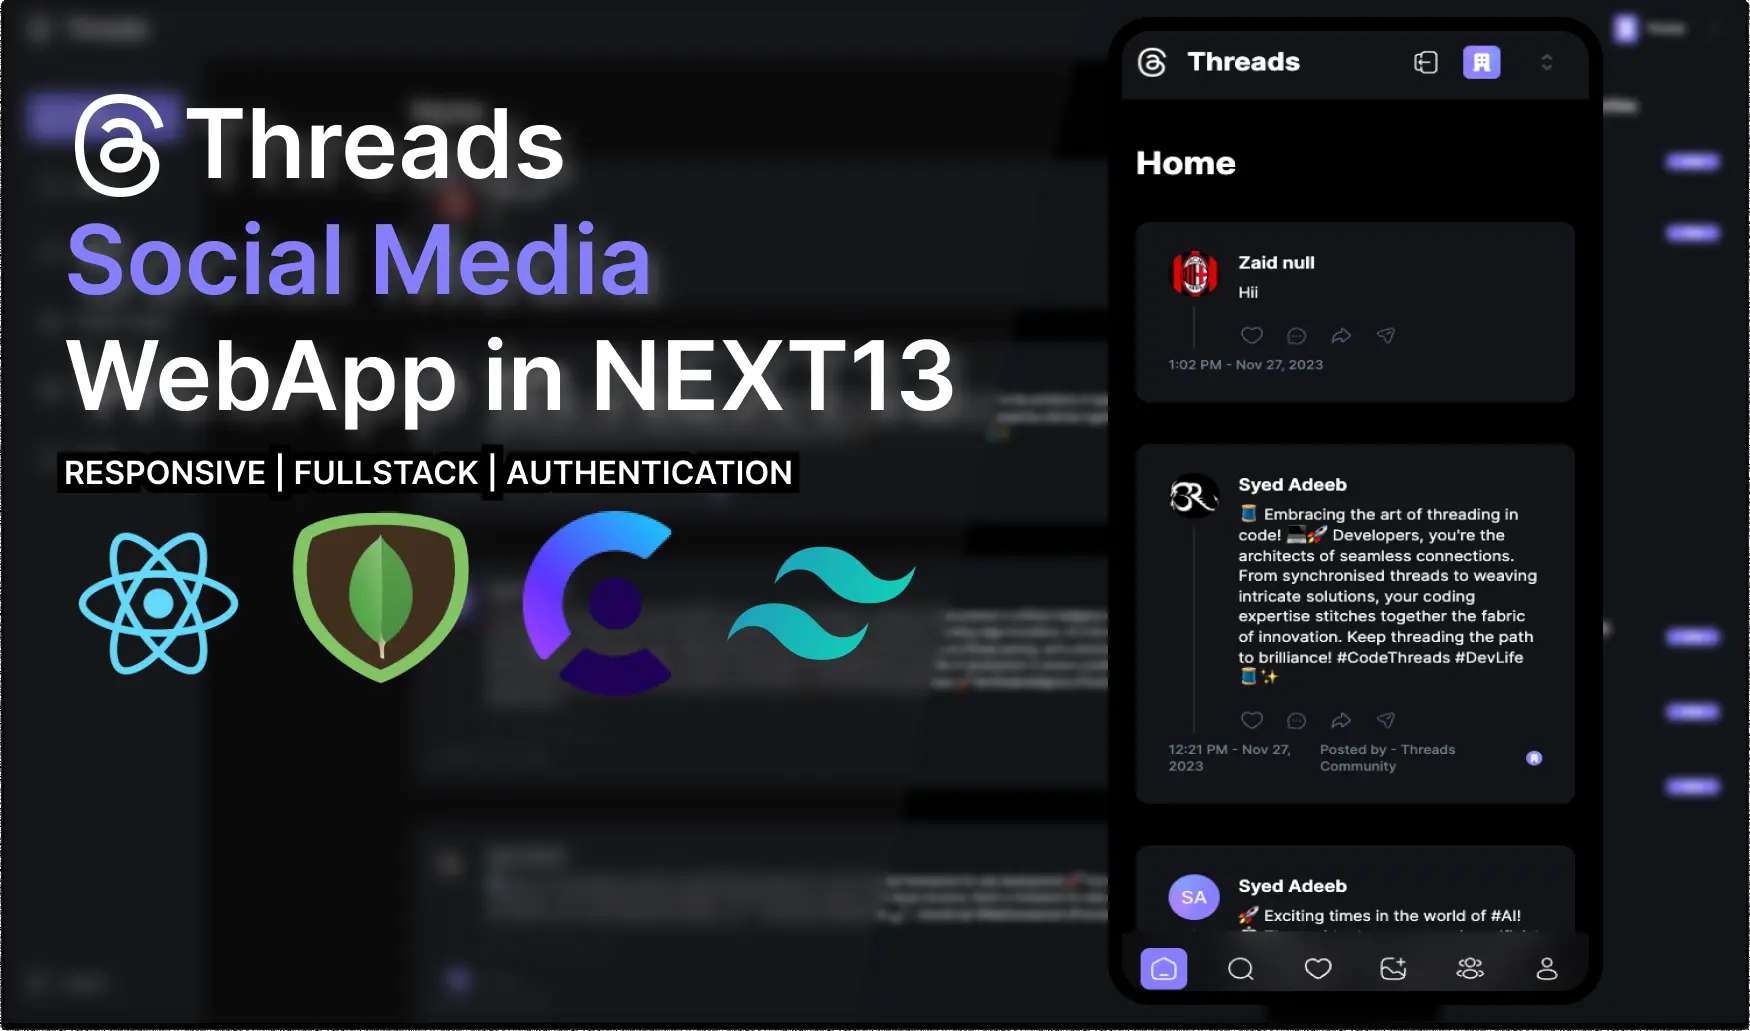 Threads
Social Media
WebApp in NEXT13
RESPONSIVE | FULLSTACK | AUTHENTICATION
Threads
Home
Zaid null
Hii
1:02 PM - Nov 27, 2023
Syed Adeeb
🧵 Embracing the art of threading in
code! 💻🚀 Developers, you're the
architects of seamless connections.
From synchronised threads to weaving
intricate solutions, your coding
expertise stitches together the fabric
of innovation. Keep threading the path
to brilliance! #CodeThreads #DevLife
🧵✨
12:21 PM - Nov 27,
2023
Posted by - Threads
Community
SA
Syed Adeeb
🚀 Exciting times in the world of #AI!